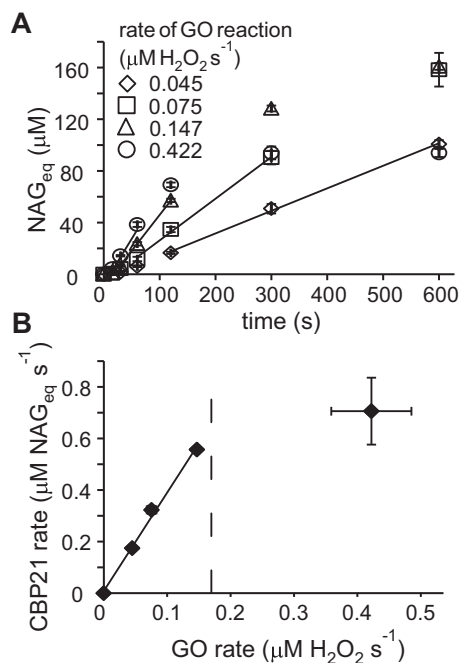 A
rate of GO reaction
(μM H2O2 s-1)
◇ 0.045
□ 0.075
△ 0.147
○ 0.422
NAGeq (μM)
160
120
80
40
0
0 100 200 300 400 500 600
time (s)
B
CBP21 rate (μM NAGeq s-1)
0.8
0.6
0.4
0.2
0
0 0.1 0.2 0.3 0.4 0.5
GO rate (μM H2O2 s-1)